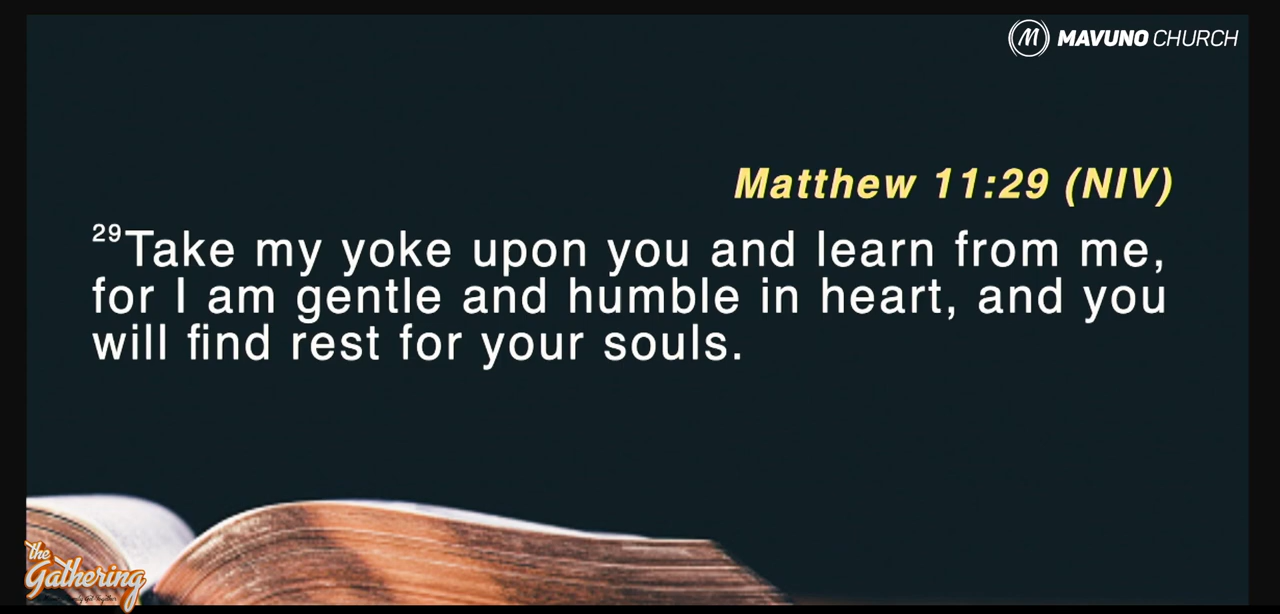 M MAVUNO CHURCH
Matthew 11:29 (NIV)
29Take my yoke upon you and learn from me,
for I am gentle and humble in heart, and you
will find rest for your souls.
the
Gathering